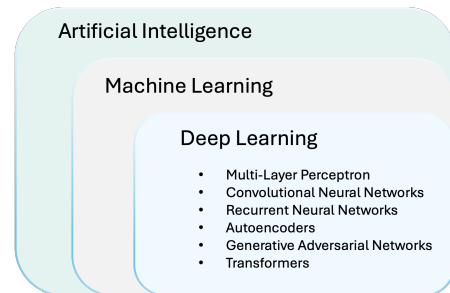 Artificial Intelligence
Machine Learning
Deep Learning
• Multi-Layer Perceptron
• Convolutional Neural Networks
• Recurrent Neural Networks
• Autoencoders
• Generative Adversarial Networks
• Transformers